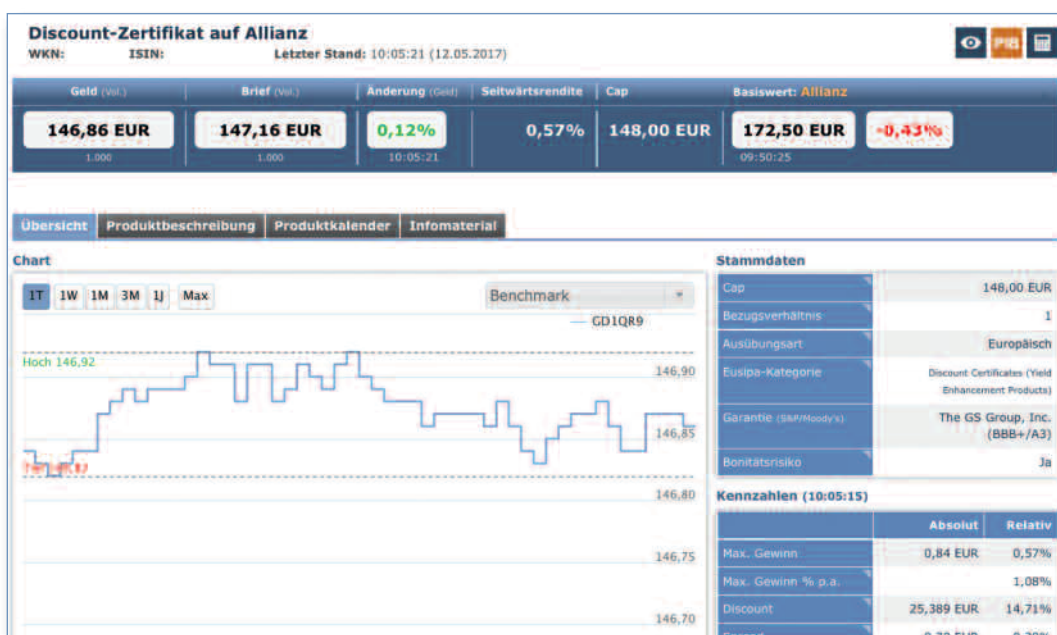 Discount-Zertifikat auf Allianz
WKN: ISIN: Letzter Stand: 10:05:21 (12.05.2017)
PIB
Geld (Vol.) Brief (Vol.) Änderung (Geld) Seitwärtsrendite Cap Basiswert: Allianz
146,86 EUR 147,16 EUR 0,12% 0,57% 148,00 EUR 172,50 EUR -0,43%
1.000 1.000 10:05:21 09:50:25
Übersicht Produktbeschreibung Produktkalender Infomaterial
Chart
1T 1W 1M 3M 1J Max Benchmark
GD1QR9
Hoch 146,92
146,90
146,85
146,80
146,75
146,70
Stammdaten
Cap 148,00 EUR
Bezugsverhältnis 1
Ausübungsart Europäisch
Eusipa-Kategorie Discount Certificates (Yield
Enhancement Products)
Garantie (S&P/Moody's) The GS Group, Inc.
(BBB+/A3)
Bonitätsrisiko Ja
Kennzahlen (10:05:15)
Absolut Relativ
Max. Gewinn 0,84 EUR 0,57%
Max. Gewinn % p.a. 1,08%
Discount 25,389 EUR 14,71%